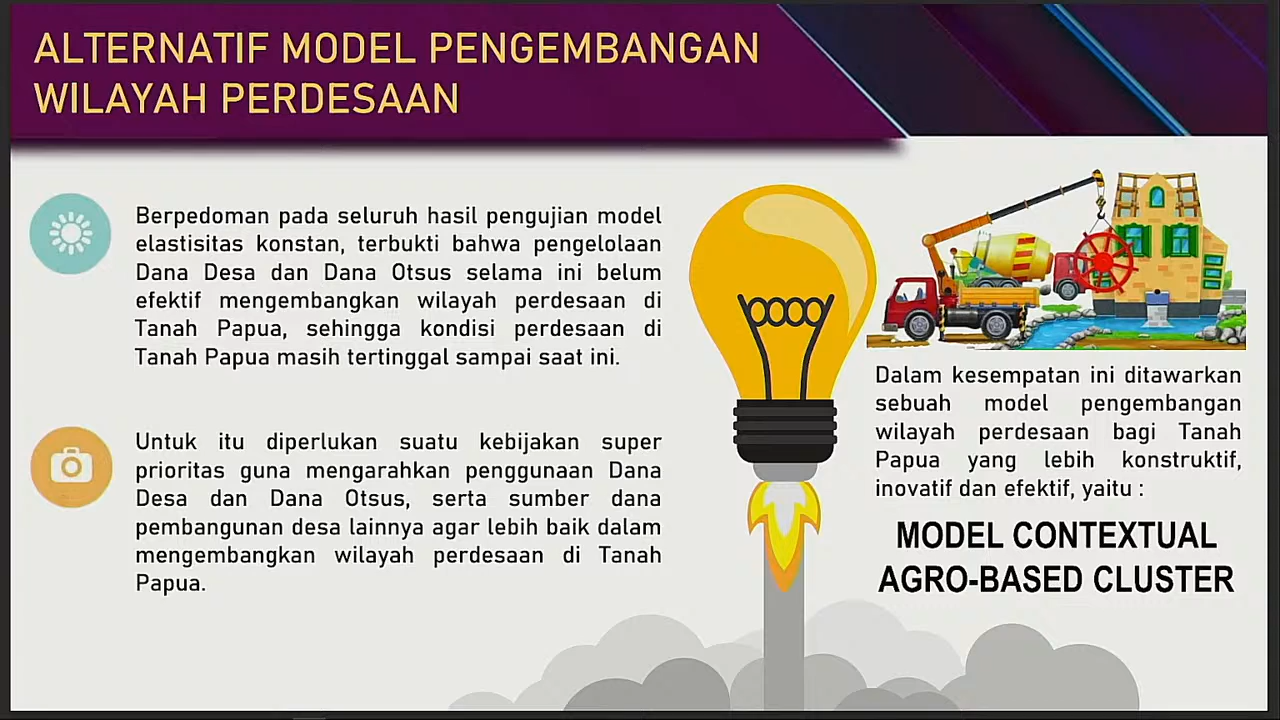 ALTERNATIF MODEL PENGEMBANGAN
WILAYAH PERDESAAN
Berpedoman pada seluruh hasil pengujian model
elastisitas konstan, terbukti bahwa pengelolaan
Dana Desa dan Dana Otsus selama ini belum
efektif mengembangkan wilayah perdesaan di
Tanah Papua, sehingga kondisi perdesaan di
Tanah Papua masih tertinggal sampai saat ini.
Untuk itu diperlukan suatu kebijakan super
prioritas guna mengarahkan penggunaan Dana
Desa dan Dana Otsus, serta sumber dana
pembangunan desa lainnya agar lebih baik dalam
mengembangkan wilayah perdesaan di Tanah
Papua.
Dalam kesempatan ini ditawarkan
sebuah model pengembangan
wilayah perdesaan bagi Tanah
Papua yang lebih konstruktif,
inovatif dan efektif, yaitu :
MODEL CONTEXTUAL
AGRO-BASED CLUSTER